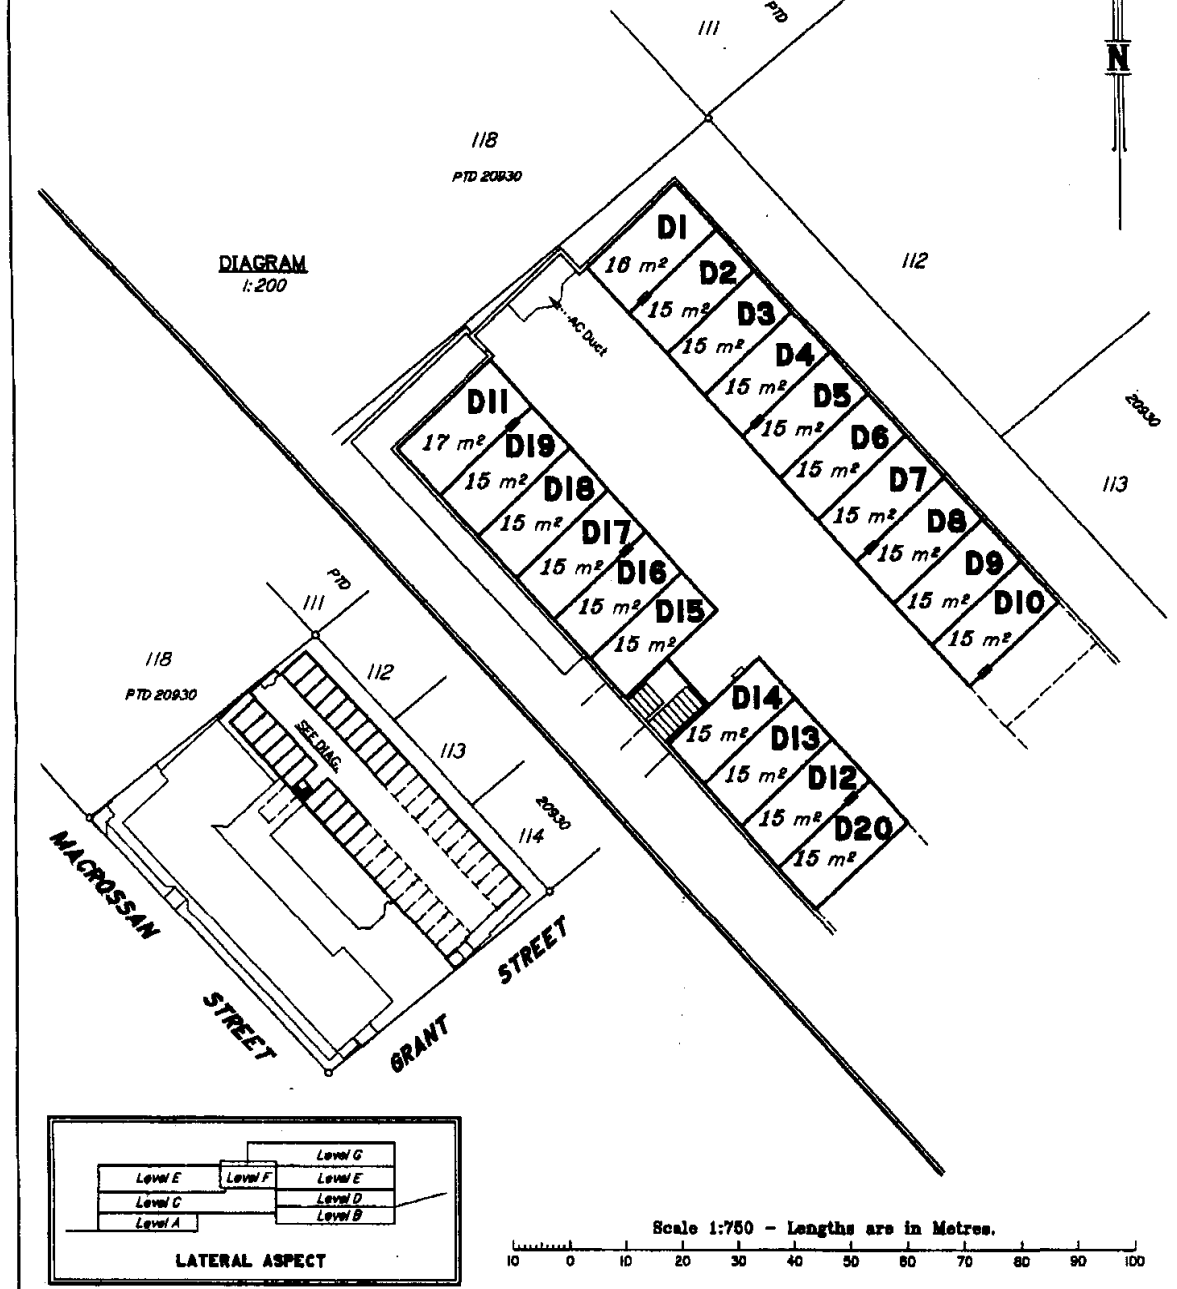 111
PTD
N
118
PTD 20930
DIAGRAM
1:200
112
AC Duct
D1
16 m²
D2
15 m²
D3
15 m²
D4
15 m²
D5
15 m²
D6
15 m²
D7
15 m²
D8
15 m²
D9
15 m²
D10
15 m²
20930
113
D11
17 m²
D19
15 m²
D18
15 m²
D17
15 m²
D16
15 m²
D15
15 m²
D14
15 m²
D13
15 m²
D12
15 m²
D20
15 m²
PTD
111
118
PTD 20930
112
SEE DIAG.
113
20930
114
MACROSSAN STREET
GRANT STREET
Level G
Level E
Level F
Level E
Level C
Level D
Level A
Level B
LATERAL ASPECT
Scale 1:750 - Lengths are in Metres.
10 0 10 20 30 40 50 60 70 80 90 100